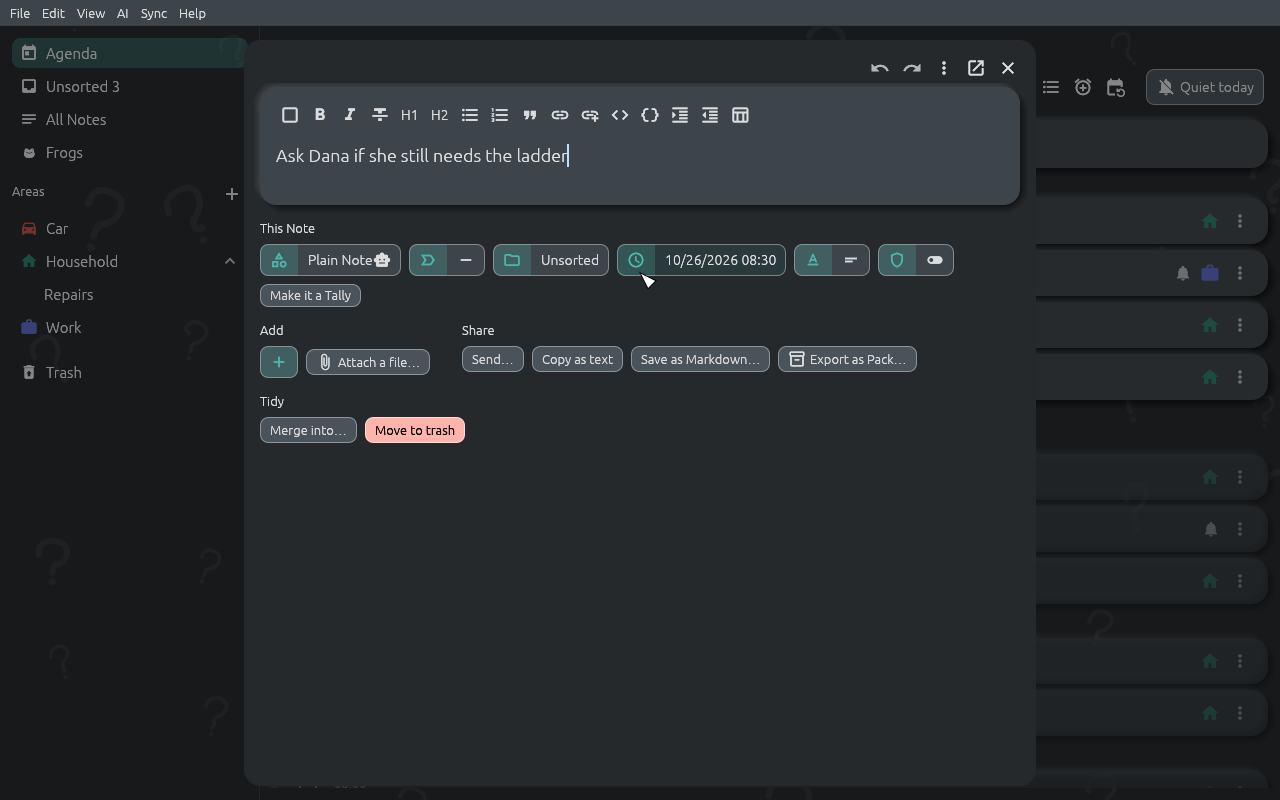 File Edit View AI Sync Help
Agenda
Unsorted 3
All Notes
Frogs
Areas
Car
Household
Repairs
Work
Trash
Quiet today
B I S H1 H2
Ask Dana if she still needs the ladder
This Note
Plain Note
Unsorted
10/26/2026 08:30
A
Make it a Tally
Add
Share
Attach a file...
Send...
Copy as text
Save as Markdown...
Export as Pack...
Tidy
Merge into...
Move to trash